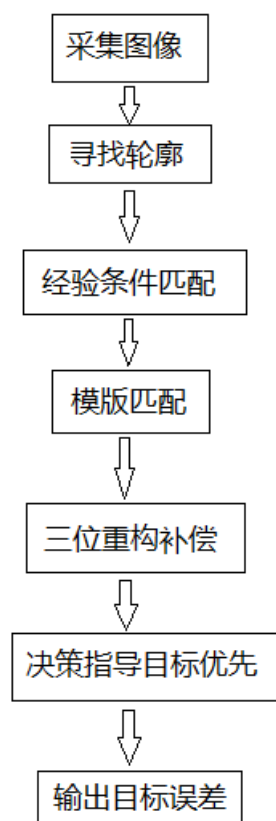 采集图像
寻找轮廓
经验条件匹配
模版匹配
三位重构补偿
决策指导目标优先
输出目标误差